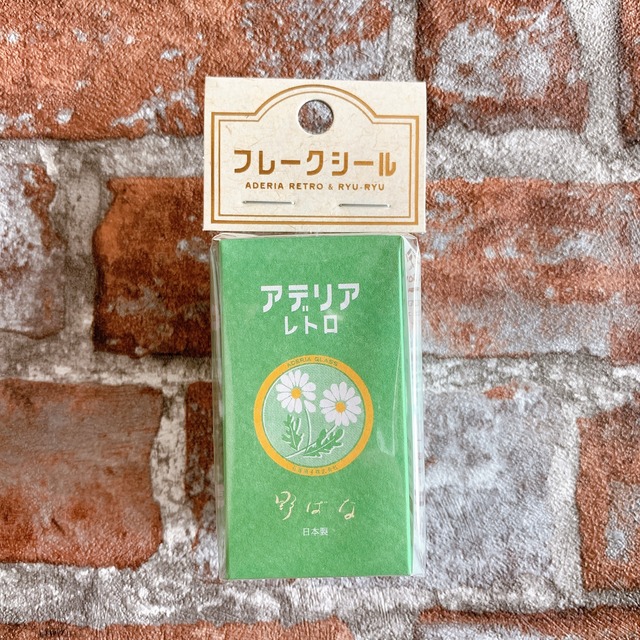 フレークシール
ADERIA RETRO & RYU-RYU
アデリア
レトロ
ADERIA GLASS
野ばな
日本製